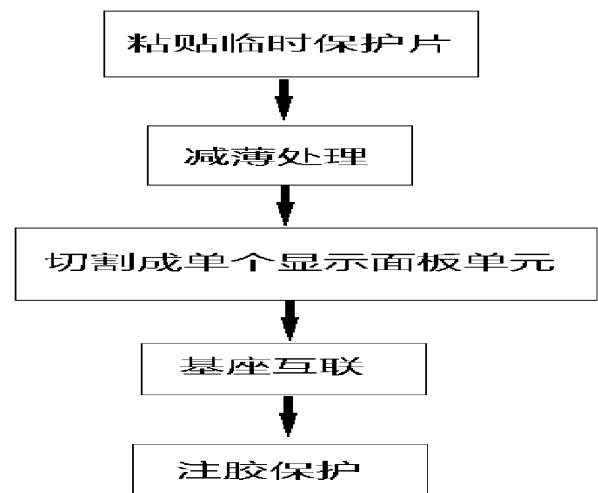 粘贴临时保护片
减薄处理
切割成单个显示面板单元
基座互联
注胶保护